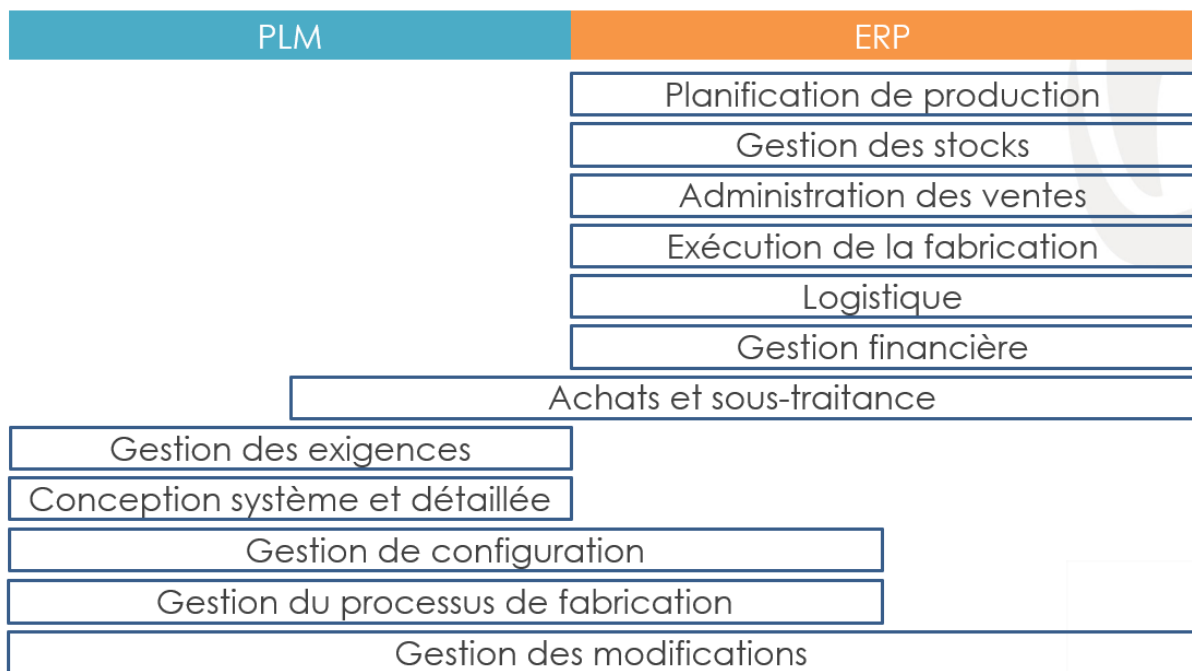 PLM
ERP
Planification de production
Gestion des stocks
Administration des ventes
Exécution de la fabrication
Logistique
Gestion financière
Achats et sous-traitance
Gestion des exigences
Conception système et détaillée
Gestion de configuration
Gestion du processus de fabrication
Gestion des modifications